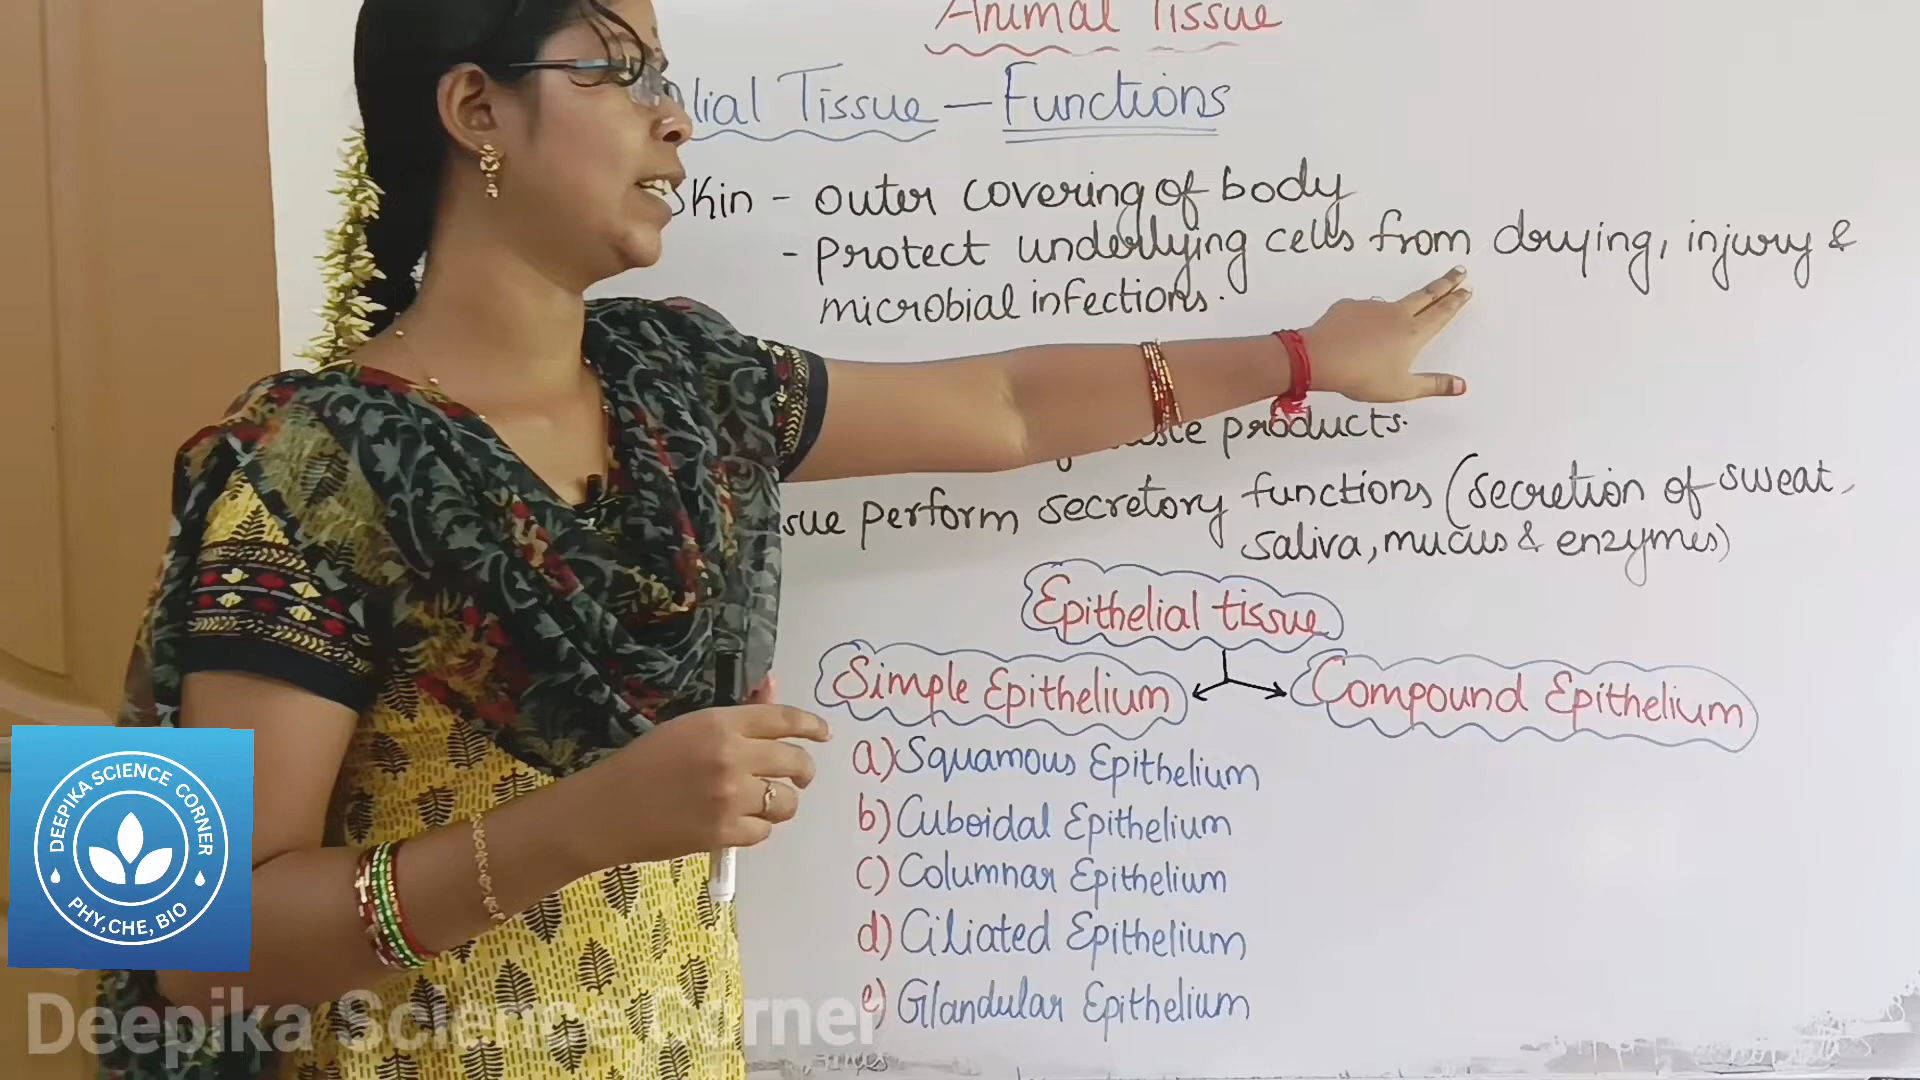 Animal Tissue
lial Tissue — Functions
Skin - outer covering of body
- Protect underlying cells from drying, injury &
microbial infections.
products.
sue perform secretory functions (secretion of sweat,
saliva, mucus & enzymes)
Epithelial tissue
Simple Epithelium
Compound Epithelium
a) Squamous Epithelium
b) Cuboidal Epithelium
c) Columnar Epithelium
d) Ciliated Epithelium
e) Glandular Epithelium
DEEPIKA SCIENCE CORNER
PHY, CHE, BIO
Deepika Science Corner